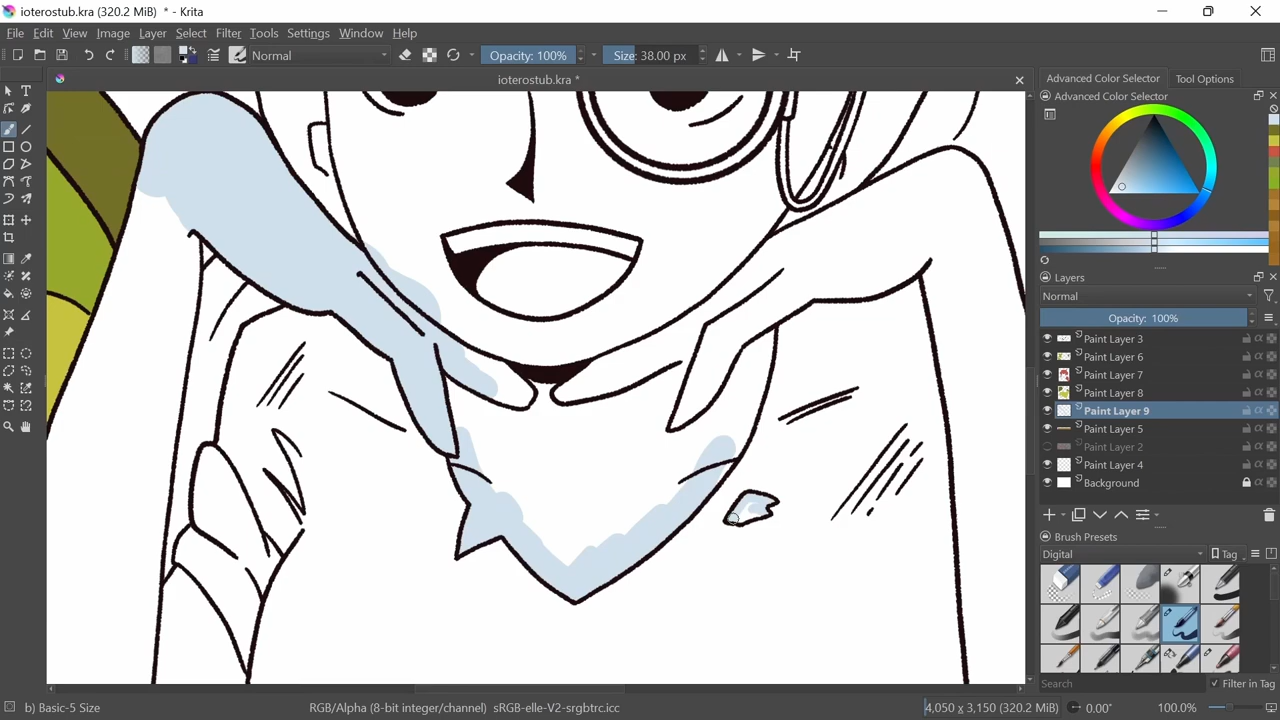 ioterostub.kra (320.2 MiB) * - Krita
File Edit View Image Layer Select Filter Tools Settings Window Help
Normal Opacity: 100% Size: 38.00 px
ioterostub.kra *
Advanced Color Selector Tool Options
Advanced Color Selector
Layers
Normal
Opacity: 100%
Paint Layer 3
Paint Layer 6
Paint Layer 7
Paint Layer 8
Paint Layer 9
Paint Layer 5
Paint Layer 2
Paint Layer 4
Background
Brush Presets
Digital Tag
Search Filter in Tag
b) Basic-5 Size RGB/Alpha (8-bit integer/channel) sRGB-elle-V2-srgbtrc.icc 4,050 x 3,150 (320.2 MiB) 0.00° 100.0%